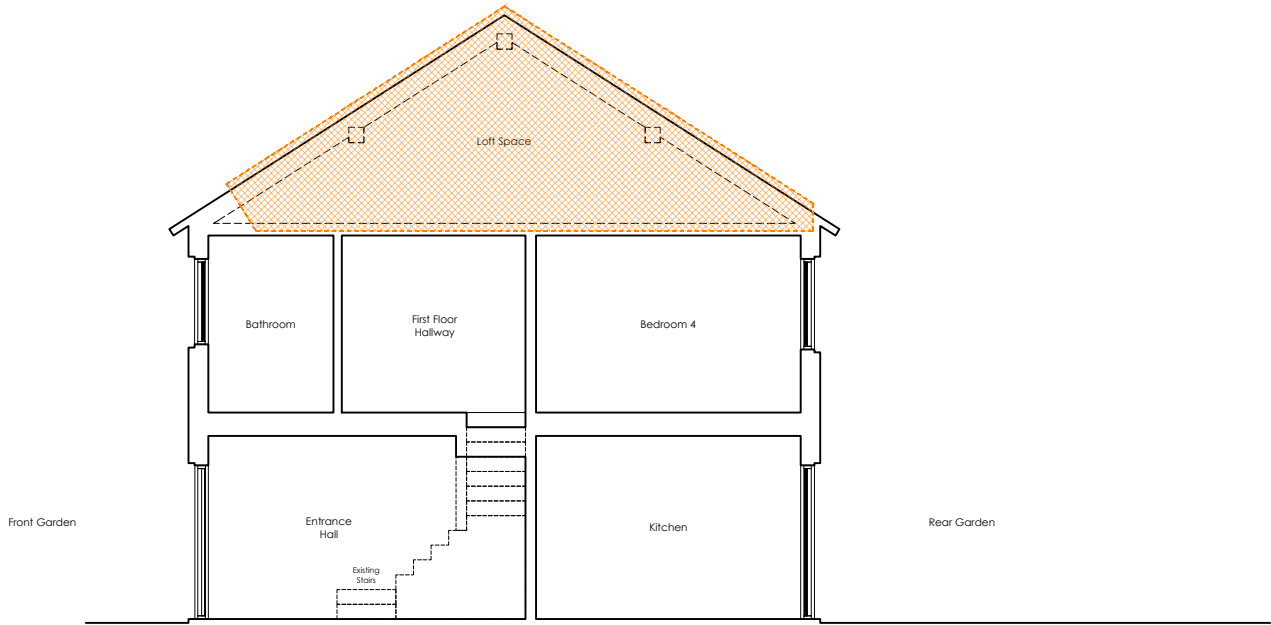 Loft Space
Bathroom
First Floor
Hallway
Bedroom 4
Front Garden
Entrance
Hall
Kitchen
Rear Garden
Existing
Stairs